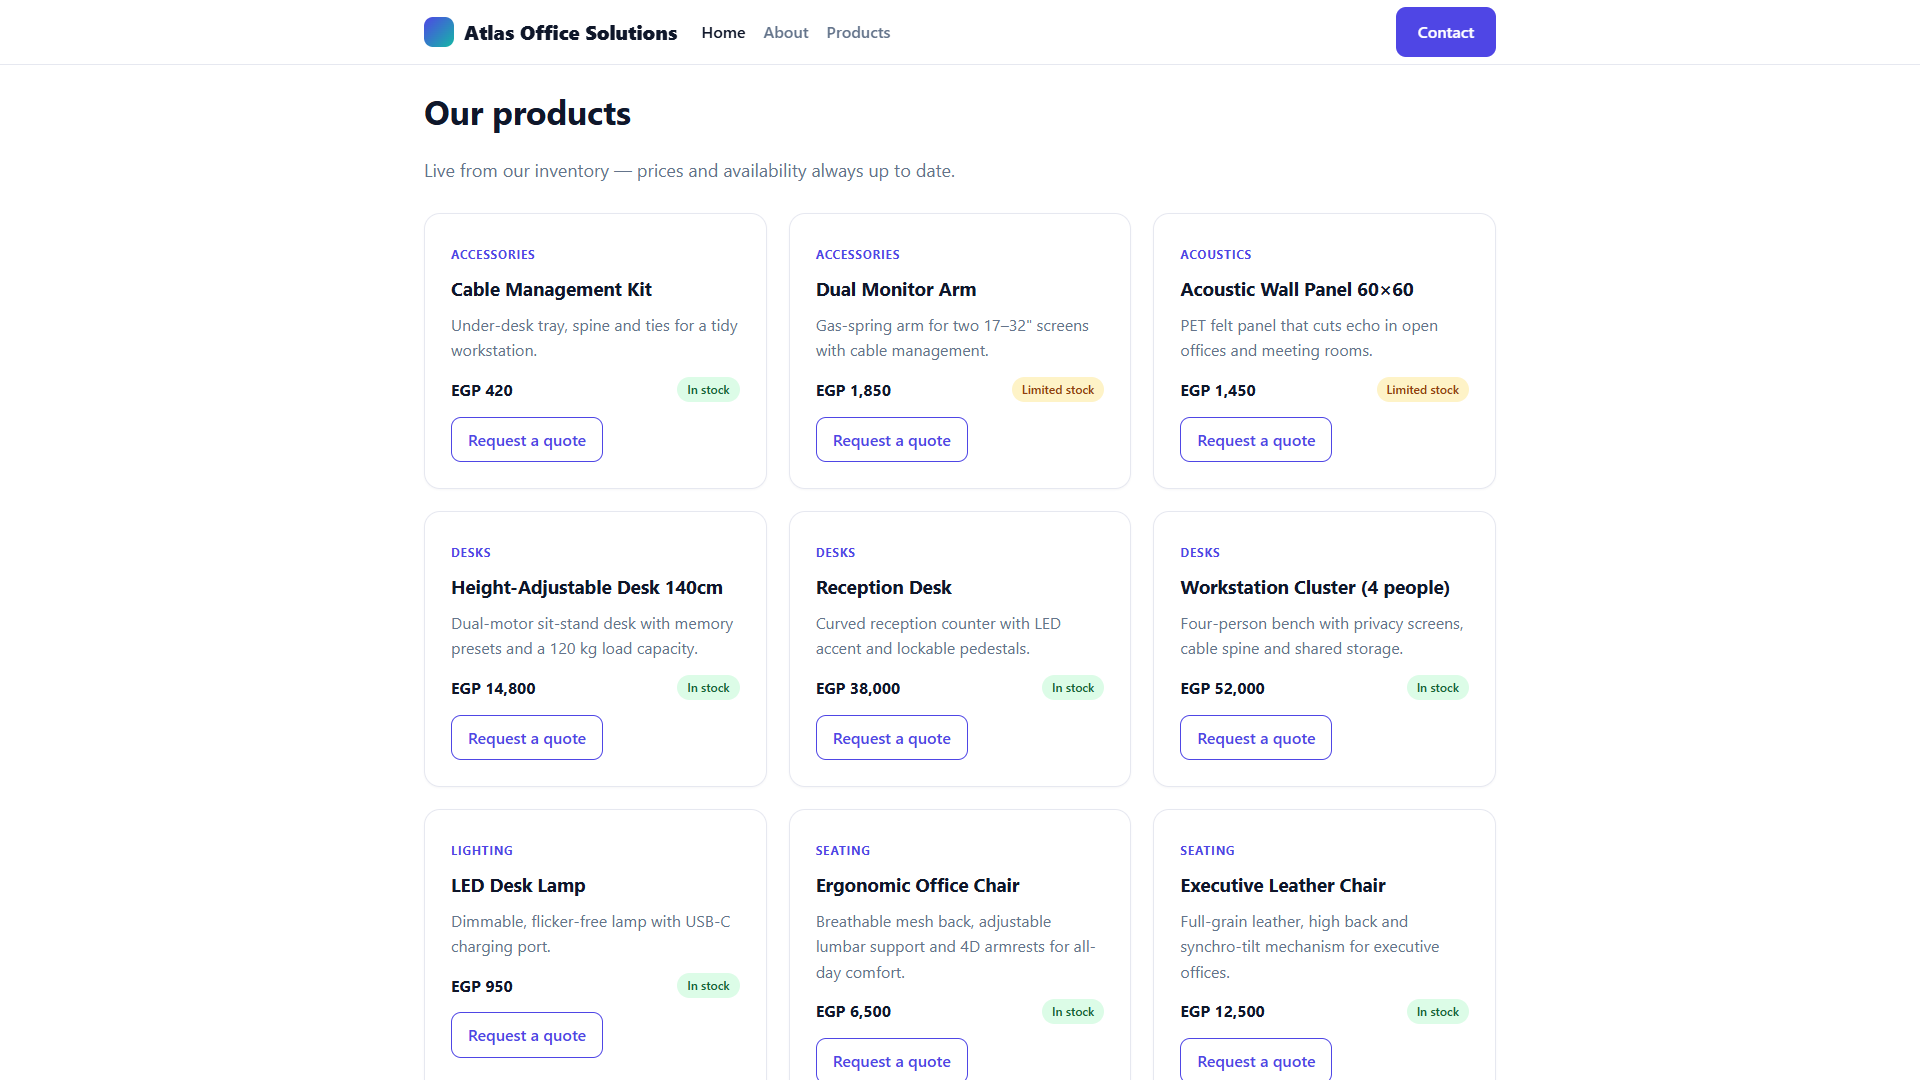 Atlas Office Solutions
Home
About
Products
Contact
Our products
Live from our inventory — prices and availability always up to date.
ACCESSORIES
Cable Management Kit
Under-desk tray, spine and ties for a tidy
workstation.
EGP 420
In stock
Request a quote
ACCESSORIES
Dual Monitor Arm
Gas-spring arm for two 17–32" screens
with cable management.
EGP 1,850
Limited stock
Request a quote
ACOUSTICS
Acoustic Wall Panel 60×60
PET felt panel that cuts echo in open
offices and meeting rooms.
EGP 1,450
Limited stock
Request a quote
DESKS
Height-Adjustable Desk 140cm
Dual-motor sit-stand desk with memory
presets and a 120 kg load capacity.
EGP 14,800
In stock
Request a quote
DESKS
Reception Desk
Curved reception counter with LED
accent and lockable pedestals.
EGP 38,000
In stock
Request a quote
DESKS
Workstation Cluster (4 people)
Four-person bench with privacy screens,
cable spine and shared storage.
EGP 52,000
In stock
Request a quote
LIGHTING
LED Desk Lamp
Dimmable, flicker-free lamp with USB-C
charging port.
EGP 950
In stock
Request a quote
SEATING
Ergonomic Office Chair
Breathable mesh back, adjustable
lumbar support and 4D armrests for all-
day comfort.
EGP 6,500
In stock
Request a quote
SEATING
Executive Leather Chair
Full-grain leather, high back and
synchro-tilt mechanism for executive
offices.
EGP 12,500
In stock
Request a quote